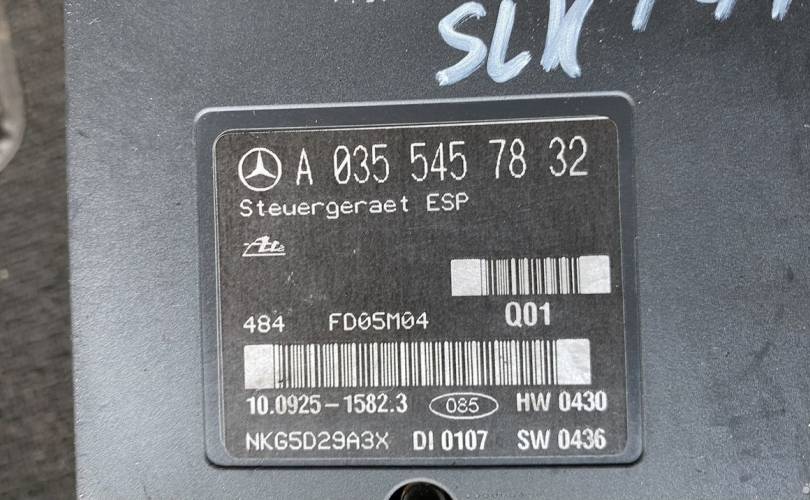 SLK
A 035 545 78 32
Steuergeraet ESP
Ate
484 FD05M04 Q01
10.0925-1582.3 085 HW 0430
NKG5D29A3X DI 0107 SW 0436